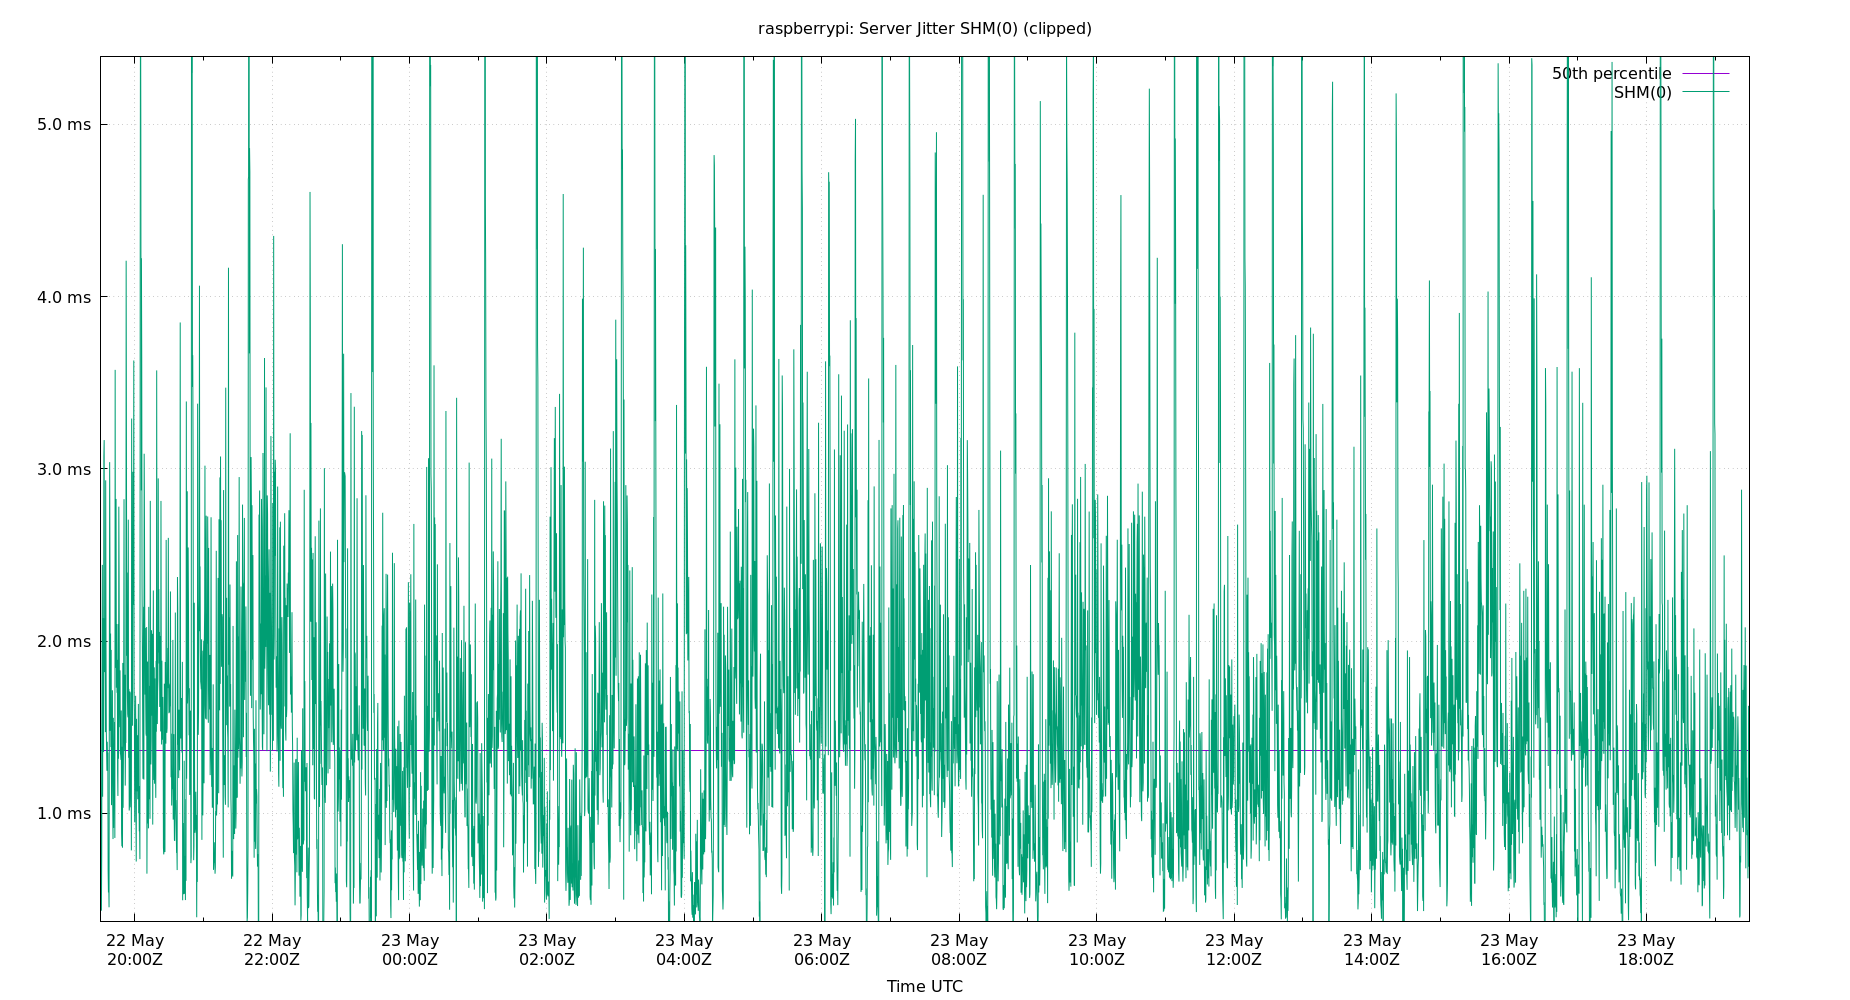 raspberrypi: Server Jitter SHM(0) (clipped)
50th percentile
SHM(0)
5.0 ms
4.0 ms
3.0 ms
2.0 ms
1.0 ms
22 May 22 May 23 May 23 May 23 May 23 May 23 May 23 May 23 May 23 May 23 May 23 May
20:00Z 22:00Z 00:00Z 02:00Z 04:00Z 06:00Z 08:00Z 10:00Z 12:00Z 14:00Z 16:00Z 18:00Z
Time UTC